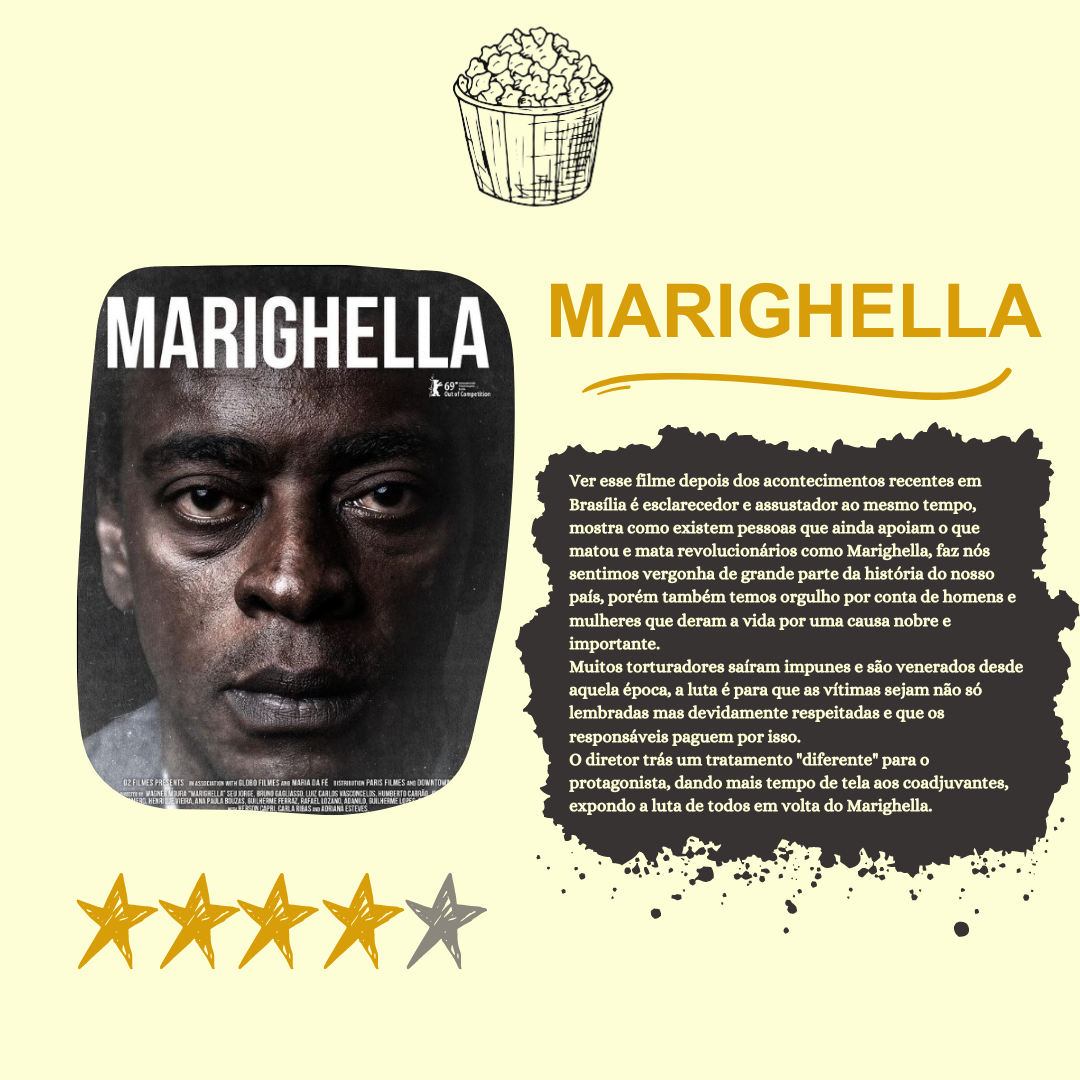 MARIGHELLA
69
Out of Competition
MARIGHELLA
Ver esse filme depois dos acontecimentos recentes em
Brasília é esclarecedor e assustador ao mesmo tempo,
mostra como existem pessoas que ainda apoiam o que
matou e mata revolucionários como Marighella, faz nós
sentimos vergonha de grande parte da história do nosso
país, porém também temos orgulho por conta de homens e
mulheres que deram a vida por uma causa nobre e
importante.
Muitos torturadores saíram impunes e são venerados desde
aquela época, a luta é para que as vítimas sejam não só
lembradas mas devidamente respeitadas e que os
responsáveis paguem por isso.
O diretor trás um tratamento "diferente" para o
protagonista, dando mais tempo de tela aos coadjuvantes,
expondo a luta de todos em volta do Marighella.
O2 FILMES PRESENTS IN ASSOCIATION WITH GLOBO FILMES AND MARIA DA FÉ DISTRIBUTION PARIS FILMES AND DOWNTOWN
WAGNER MOURA "MARIGHELLA" SEU JORGE, BRUNO GAGLIASSO, LUIZ CARLOS VASCONCELOS, HUMBERTO CARRÃO,
VIEIRA, ANA PAULA BOUZAS, GUILHERME FERRAZ, RAFAEL LOZANO, ADANILO, GUILHERME LOPES
WITH HERSON CAPRI, CARLA RIBAS AND ADRIANA ESTEVES